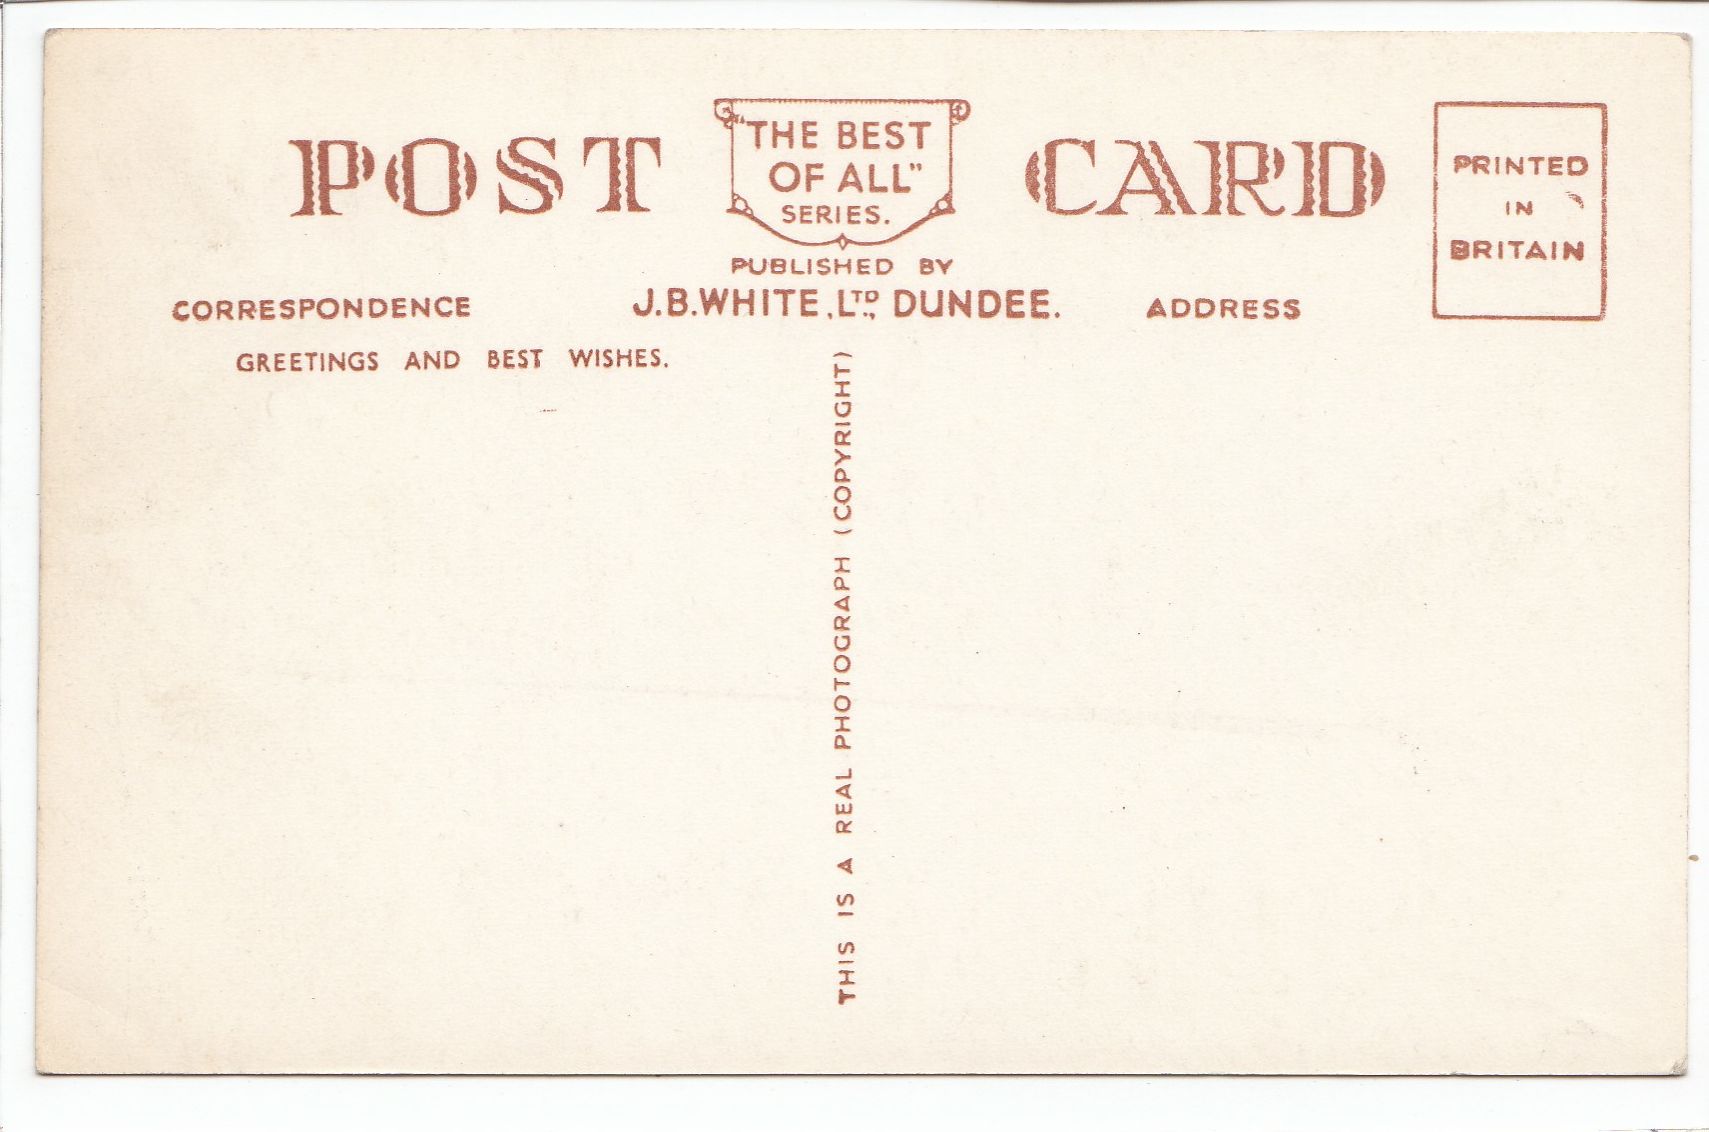 POST CARD
"THE BEST
OF ALL"
SERIES.
PUBLISHED BY
J.B. WHITE, LTD., DUNDEE.
PRINTED
IN
BRITAIN
CORRESPONDENCE
ADDRESS
GREETINGS AND BEST WISHES.
THIS IS A REAL PHOTOGRAPH (COPYRIGHT)